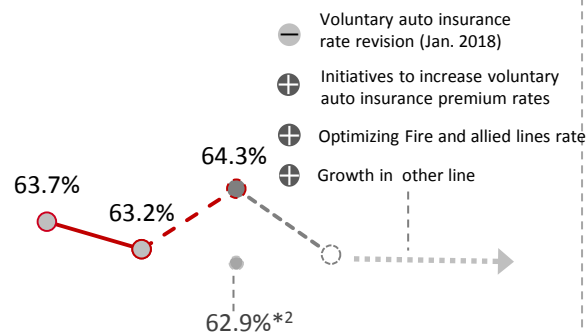 Voluntary auto insurance
rate revision (Jan. 2018)
Initiatives to increase voluntary
auto insurance premium rates
Optimizing Fire and allied lines rate
Growth in other line
64.3%
63.7%
63.2%
62.9%*2